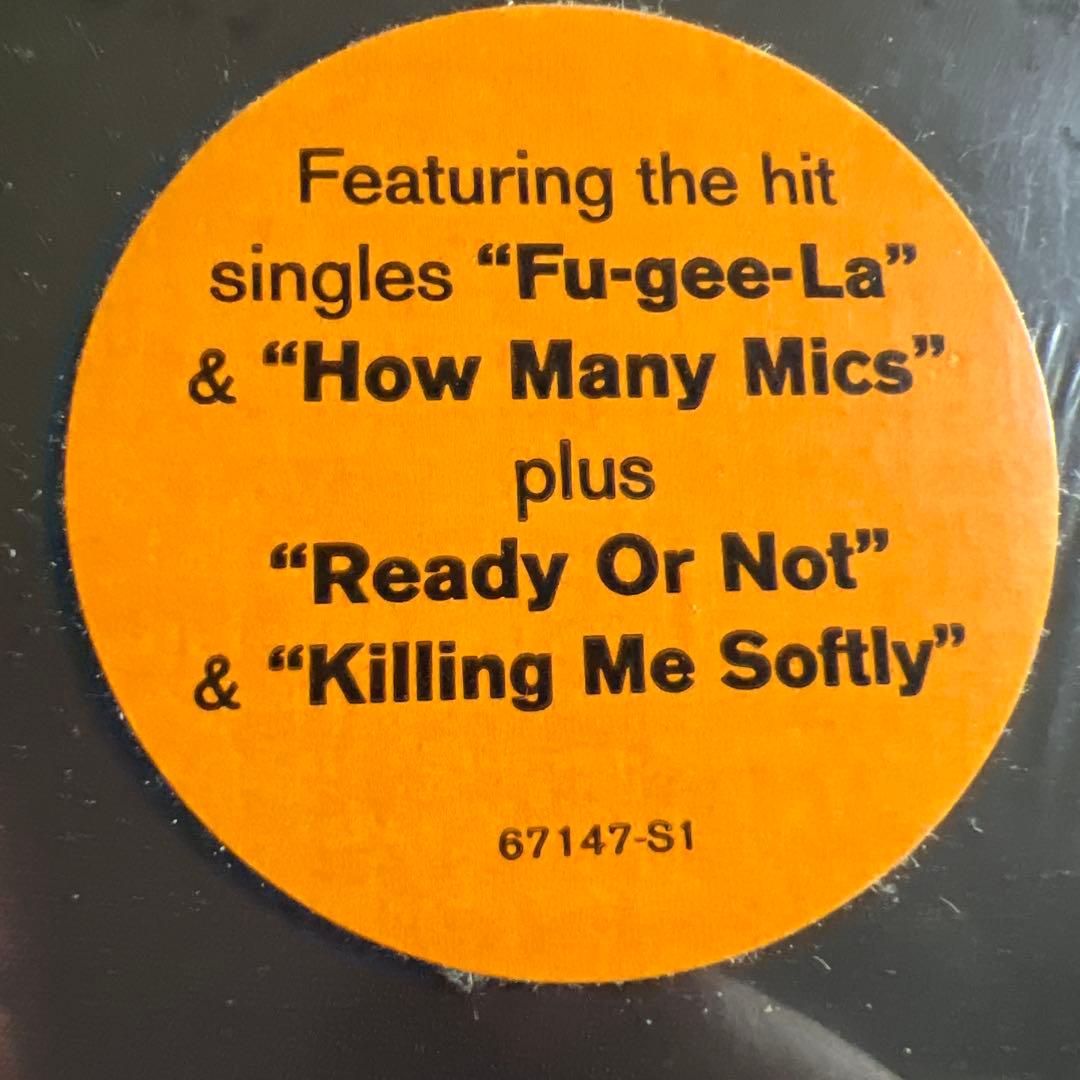 Featuring the hit
singles “Fu-gee-La”
& “How Many Mics”
plus
“Ready Or Not”
& “Killing Me Softly”
67147-S1